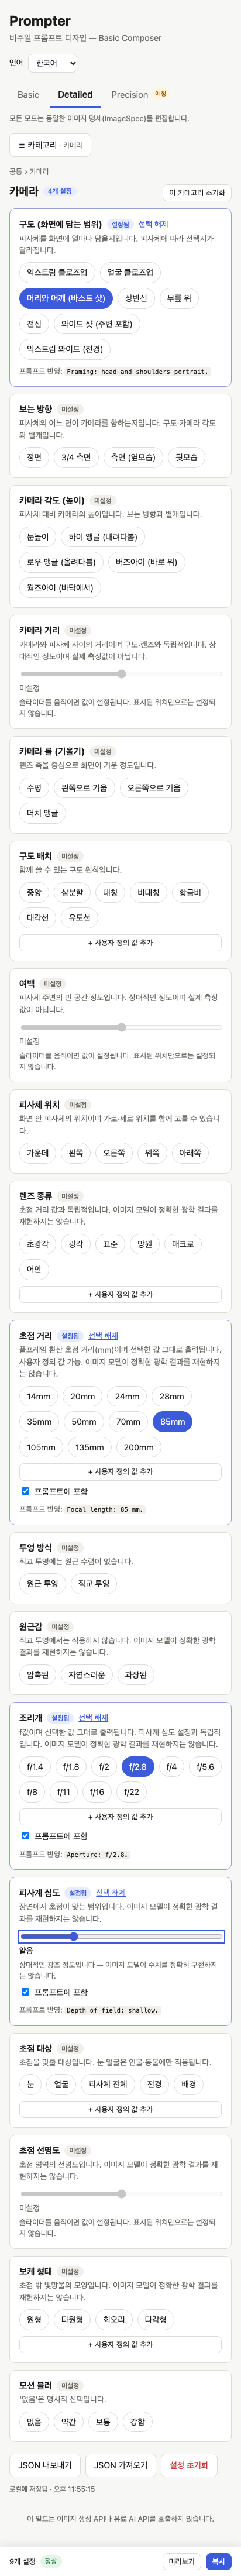 Prompter
비주얼 프롬프트 디자인 — Basic Composer
언어 한국어
Basic Detailed Precision 예정
모든 모드는 동일한 이미지 명세(ImageSpec)를 편집합니다.
≡ 카테고리 · 카메라
공통 › 카메라
카메라 4개 설정 이 카테고리 초기화
구도 (화면에 담는 범위) 설정됨 선택 해제
피사체를 화면에 얼마나 담을지입니다. 피사체에 따라 선택지가
달라집니다.
익스트림 클로즈업 얼굴 클로즈업
머리와 어깨 (바스트 샷) 상반신 무릎 위
전신 와이드 샷 (주변 포함)
익스트림 와이드 (전경)
프롬프트 반영: Framing: head-and-shoulders portrait.
보는 방향 미설정
피사체의 어느 면이 카메라를 향하는지입니다. 구도·카메라 각도
와 별개입니다.
정면 3/4 측면 측면 (옆모습) 뒷모습
카메라 각도 (높이) 미설정
피사체 대비 카메라의 높이입니다. 보는 방향과 별개입니다.
눈높이 하이 앵글 (내려다봄)
로우 앵글 (올려다봄) 버즈아이 (바로 위)
웜즈아이 (바닥에서)
카메라 거리 미설정
카메라와 피사체 사이의 거리이며 구도·렌즈와 독립적입니다. 상
대적인 정도이며 실제 측정값이 아닙니다.
미설정
슬라이더를 움직이면 값이 설정됩니다. 표시된 위치만으로는 설정되
지 않습니다.
카메라 롤 (기울기) 미설정
렌즈 축을 중심으로 화면이 기운 정도입니다.
수평 왼쪽으로 기움 오른쪽으로 기움
더치 앵글
구도 배치 미설정
함께 쓸 수 있는 구도 원칙입니다.
중앙 삼분할 대칭 비대칭 황금비
대각선 유도선
+ 사용자 정의 값 추가
여백 미설정
피사체 주변의 빈 공간 정도입니다. 상대적인 정도이며 실제 측정
값이 아닙니다.
미설정
슬라이더를 움직이면 값이 설정됩니다. 표시된 위치만으로는 설정되
지 않습니다.
피사체 위치 미설정
화면 안 피사체의 위치이며 가로·세로 위치를 함께 고를 수 있습니
다.
가운데 왼쪽 오른쪽 위쪽 아래쪽
렌즈 종류 미설정
초점 거리 값과 독립적입니다. 이미지 모델이 정확한 광학 결과를
재현하지는 않습니다.
초광각 광각 표준 망원 매크로
어안
+ 사용자 정의 값 추가
초점 거리 설정됨 선택 해제
풀프레임 환산 초점 거리(mm)이며 선택한 값 그대로 출력됩니다.
사용자 정의 값 가능. 이미지 모델이 정확한 광학 결과를 재현하지
는 않습니다.
14mm 20mm 24mm 28mm
35mm 50mm 70mm 85mm
105mm 135mm 200mm
+ 사용자 정의 값 추가
프롬프트에 포함
프롬프트 반영: Focal length: 85 mm.
투영 방식 미설정
직교 투영에는 원근 수렴이 없습니다.
원근 투영 직교 투영
원근감 미설정
직교 투영에서는 적용하지 않습니다. 이미지 모델이 정확한 광학
결과를 재현하지는 않습니다.
압축된 자연스러운 과장된
조리개 설정됨 선택 해제
f값이며 선택한 값 그대로 출력됩니다. 피사계 심도 설정과 독립적
입니다. 이미지 모델이 정확한 광학 결과를 재현하지는 않습니다.
f/1.4 f/1.8 f/2 f/2.8 f/4 f/5.6
f/8 f/11 f/16 f/22
+ 사용자 정의 값 추가
프롬프트에 포함
프롬프트 반영: Aperture: f/2.8.
피사계 심도 설정됨 선택 해제
장면에서 초점이 맞는 범위입니다. 이미지 모델이 정확한 광학 결
과를 재현하지는 않습니다.
얕음
상대적인 강조 정도입니다 — 이미지 모델이 수치를 정확히 구현하지
는 않습니다.
프롬프트에 포함
프롬프트 반영: Depth of field: shallow.
초점 대상 미설정
초점을 맞출 대상입니다. 눈·얼굴은 인물·동물에만 적용됩니다.
눈 얼굴 피사체 전체 전경 배경
+ 사용자 정의 값 추가
초점 선명도 미설정
초점 영역의 선명도입니다. 이미지 모델이 정확한 광학 결과를 재
현하지는 않습니다.
미설정
슬라이더를 움직이면 값이 설정됩니다. 표시된 위치만으로는 설정되
지 않습니다.
보케 형태 미설정
초점 밖 빛망울의 모양입니다. 이미지 모델이 정확한 광학 결과를
재현하지는 않습니다.
원형 타원형 회오리 다각형
+ 사용자 정의 값 추가
모션 블러 미설정
'없음'은 명시적 선택입니다.
없음 약간 보통 강함
JSON 내보내기 JSON 가져오기 설정 초기화
로컬에 저장됨 · 오후 11:55:15
이 빌드는 이미지 생성 API나 유료 AI API를 호출하지 않습니다.
9개 설정 정상 미리보기 복사